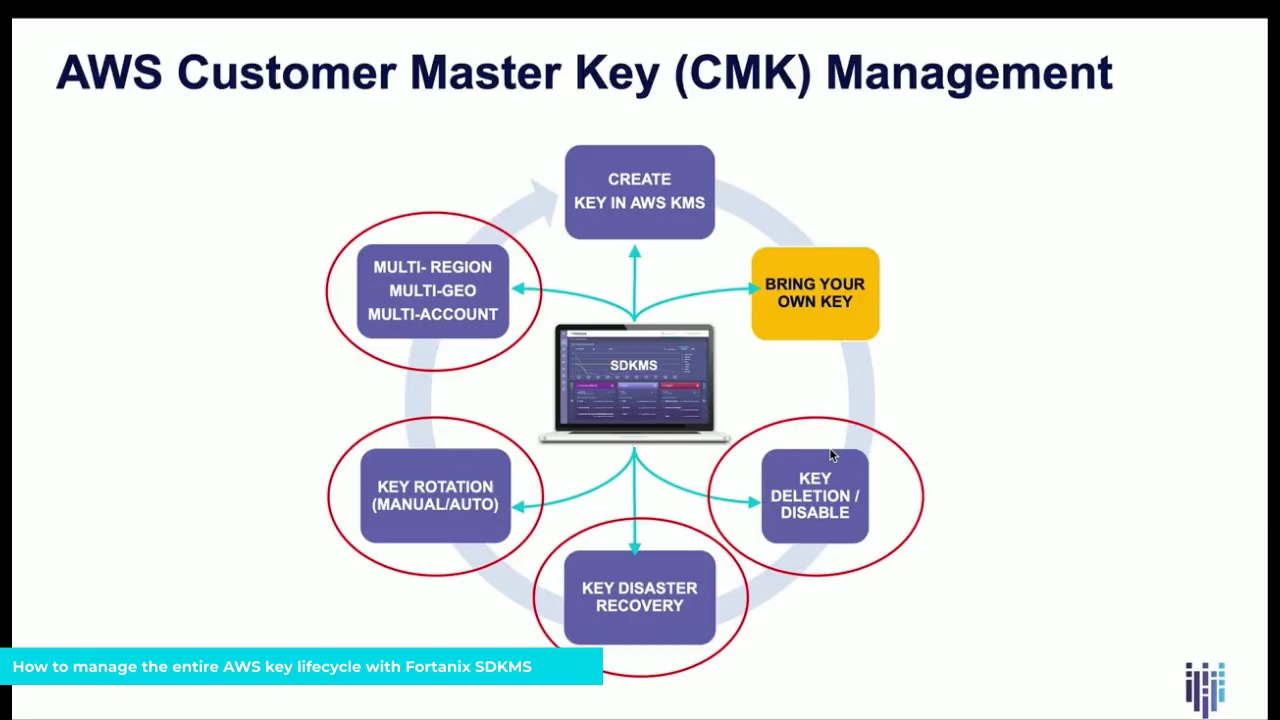 AWS Customer Master Key (CMK) Management
CREATE
KEY IN AWS KMS
MULTI- REGION
MULTI-GEO
MULTI-ACCOUNT
BRING YOUR
OWN KEY
SDKMS
KEY ROTATION
(MANUAL/AUTO)
KEY
DELETION /
DISABLE
KEY DISASTER
RECOVERY
How to manage the entire AWS key lifecycle with Fortanix SDKMS